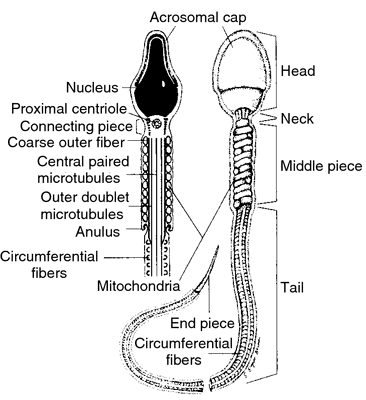 Acrosomal cap
Head
Nucleus
Proximal centriole
Neck
Connecting piece
Coarse outer fiber
Central paired
microtubules
Middle piece
Outer doublet
microtubules
Anulus
Circumferential
fibers
Mitochondria
Tail
End piece
Circumferential
fibers